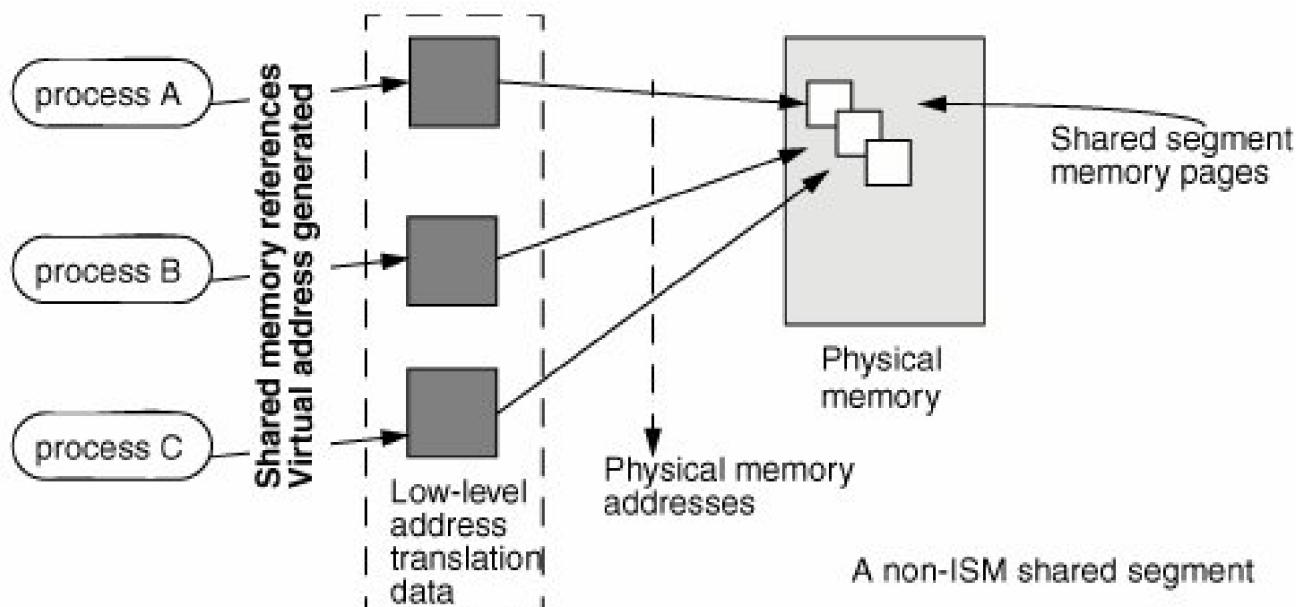 process A
process B
process C
Shared memory references
Virtual address generated
Low-level
address
translation
data
Physical memory
addresses
Physical
memory
Shared segment
memory pages
A non-ISM shared segment